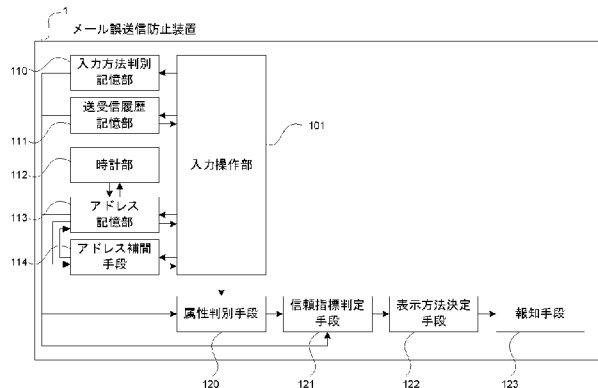 1
メール誤送信防止装置
110
入力方法判別
記憶部
送受信履歴
記憶部
111
101
112
時計部
入力操作部
113
アドレス
記憶部
114
アドレス補間
手段
属性判別手段
信頼指標判定
手段
表示方法決定
手段
報知手段
120
121
122
123